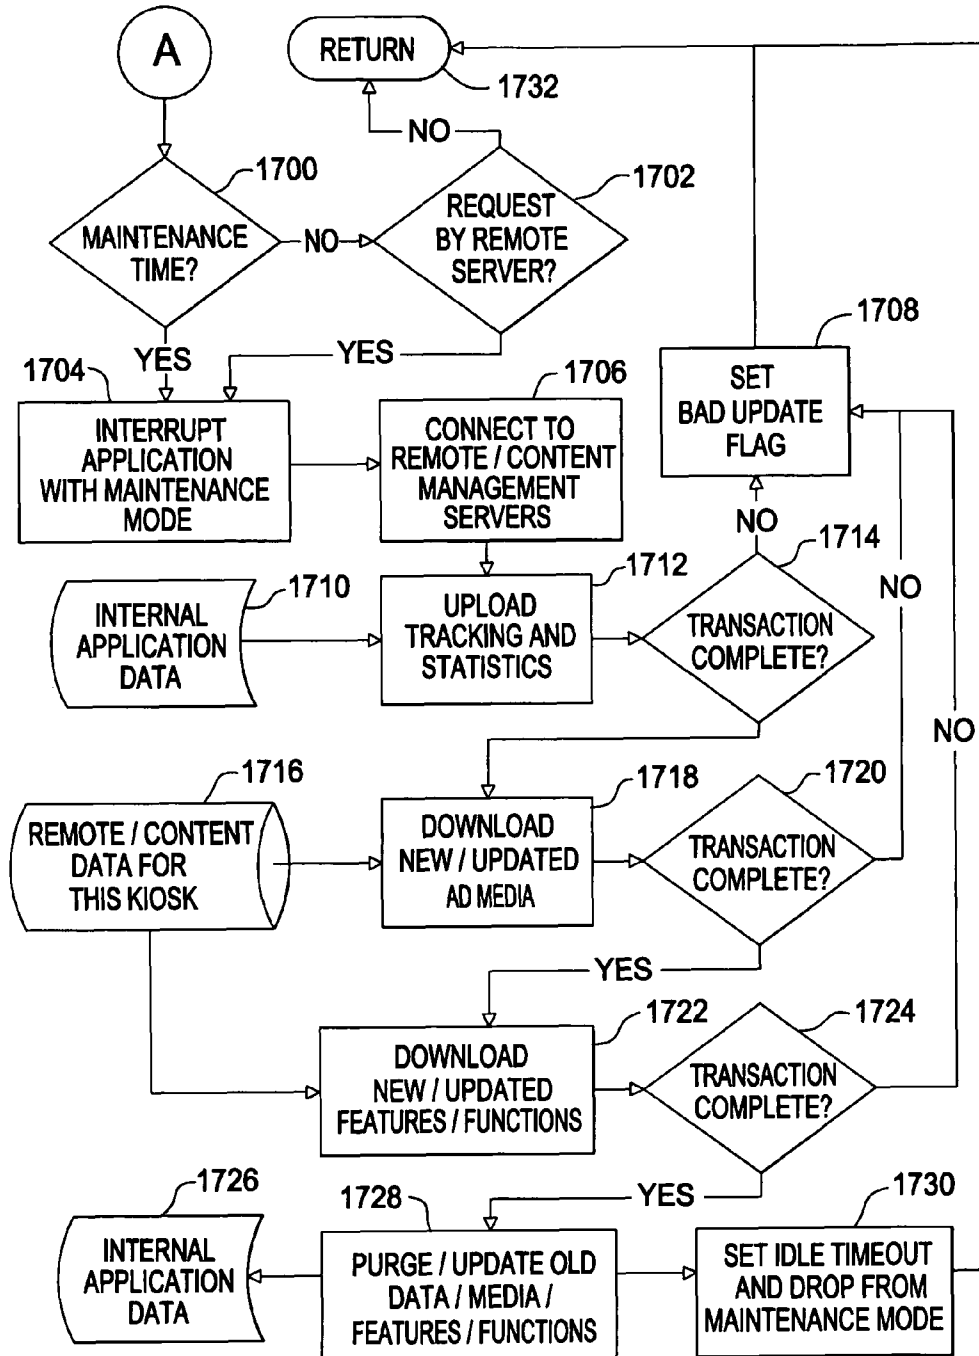 A
RETURN
1732
NO
1700
MAINTENANCE
TIME?
NO
1702
REQUEST
BY REMOTE
SERVER?
YES
YES
1704
INTERRUPT
APPLICATION
WITH MAINTENANCE
MODE
1706
CONNECT TO
REMOTE / CONTENT
MANAGEMENT
SERVERS
1708
SET
BAD UPDATE
FLAG
NO
1710
INTERNAL
APPLICATION
DATA
1712
UPLOAD
TRACKING AND
STATISTICS
1714
TRANSACTION
COMPLETE?
NO
NO
1716
REMOTE / CONTENT
DATA FOR
THIS KIOSK
1718
DOWNLOAD
NEW / UPDATED
AD MEDIA
1720
TRANSACTION
COMPLETE?
YES
1722
DOWNLOAD
NEW / UPDATED
FEATURES / FUNCTIONS
1724
TRANSACTION
COMPLETE?
YES
1726
INTERNAL
APPLICATION
DATA
1728
PURGE / UPDATE OLD
DATA / MEDIA /
FEATURES / FUNCTIONS
1730
SET IDLE TIMEOUT
AND DROP FROM
MAINTENANCE MODE